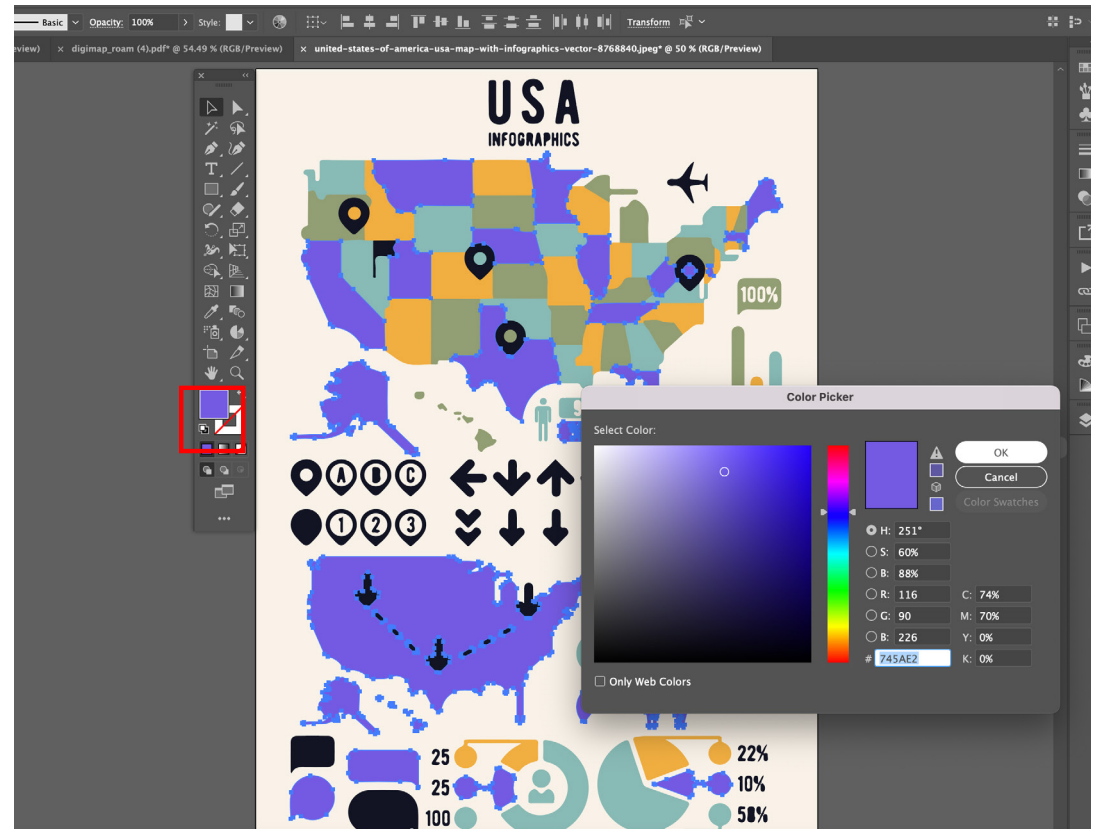 Basic Opacity: 100% Style: Transform
eview) × digimap_roam (4).pdf* @ 54.49 % (RGB/Preview) × united-states-of-america-usa-map-with-infographics-vector-8768840.jpeg* @ 50 % (RGB/Preview)
USA
INFOGRAPHICS
100%
A B C
1 2 3
25
25
100
22%
10%
58%
Color Picker
Select Color:
OK
Cancel
Color Swatches
H: 251°
S: 60%
B: 88%
R: 116 C: 74%
G: 90 M: 70%
B: 226 Y: 0%
# 745AE2 K: 0%
Only Web Colors